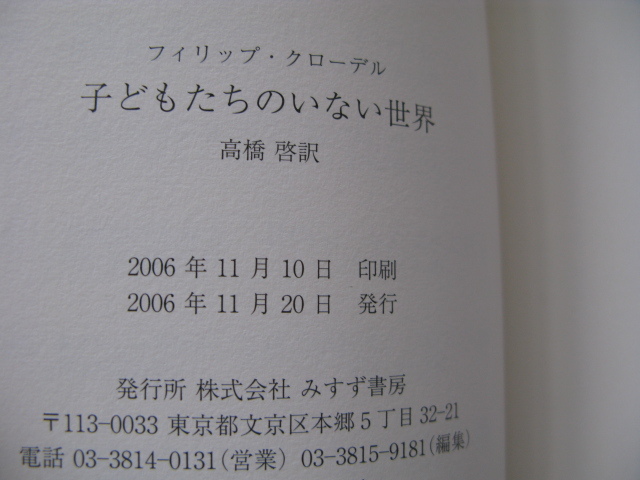 フィリップ・クローデル
子どもたちのいない世界
高橋 啓訳
2006 年 11 月 10 日 印刷
2006 年 11 月 20 日 発行
発行所 株式会社 みすず書房
〒113-0033 東京都文京区本郷 5 丁目 32-21
電話 03-3814-0131(営業) 03-3815-9181(編集)